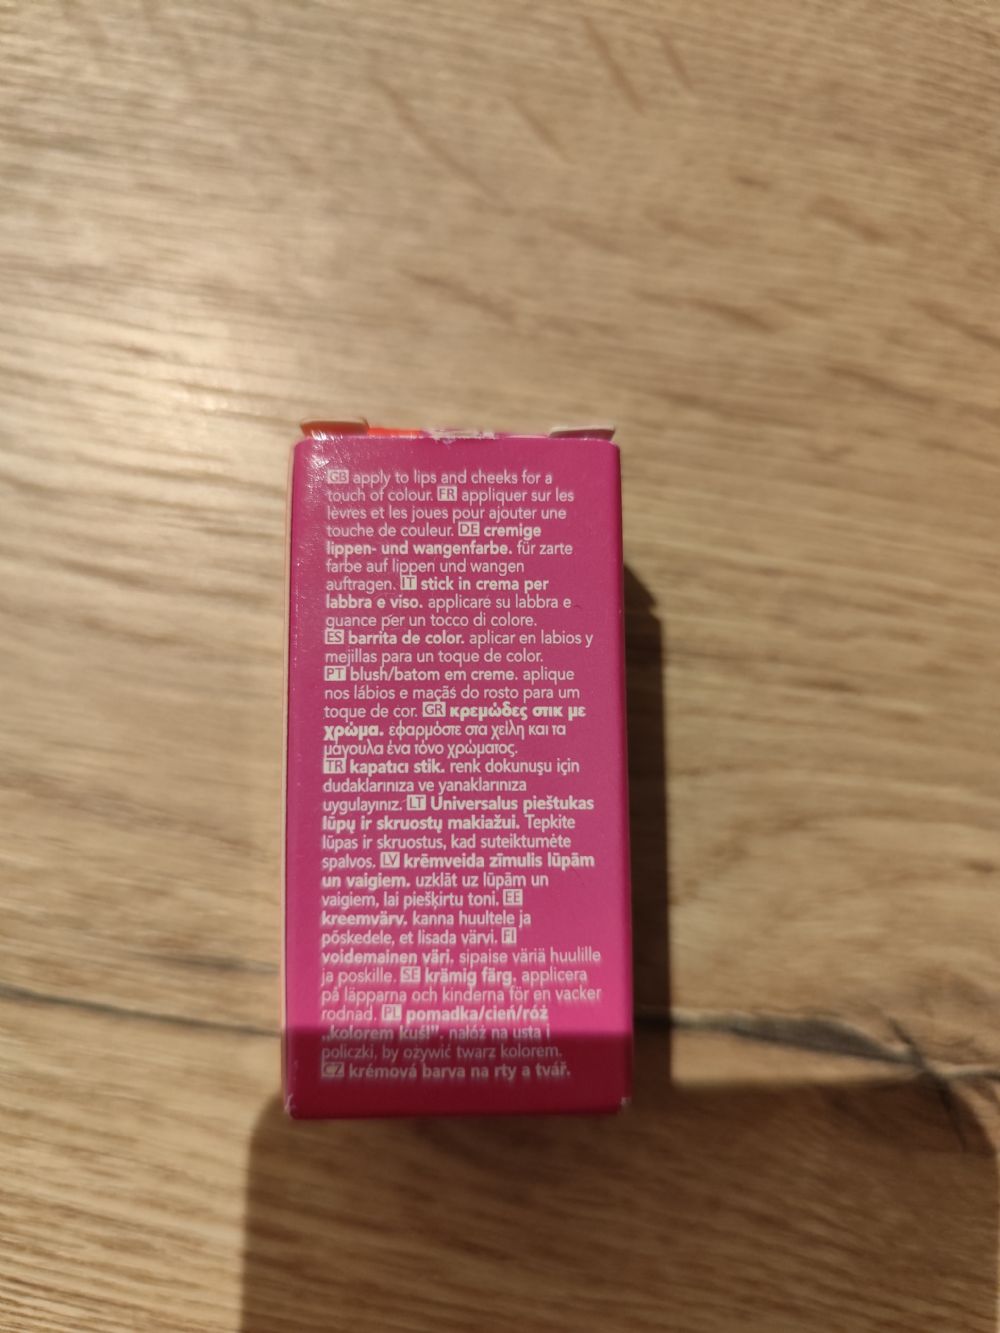 GB apply to lips and cheeks for a
touch of colour. FR appliquer sur les
lèvres et les joues pour ajouter une
touche de couleur. DE cremige
lippen- und wangenfarbe. für zarte
farbe auf lippen und wangen
auftragen. IT stick in crema per
labbra e viso. applicare su labbra e
guance per un tocco di colore.
ES barrita de color. aplicar en labios y
mejillas para un toque de color.
PT blush/batom em creme. aplique
nos lábios e maçãs do rosto para um
toque de cor. GR κρεμώδες στικ με
χρώμα. εφαρμόστε στα χείλη και τα
μάγουλα ένα τόνο χρώματος.
TR kapatıcı stik. renk dokunuşu için
dudaklarınıza ve yanaklarınıza
uygulayınız. LT Universalus pieštukas
lūpų ir skruostų makiažui. Tepkite
lūpas ir skruostus, kad suteiktumėte
spalvos. LV krēmveida zīmulis lūpām
un vaigiem. uzklāt uz lūpām un
vaigiem, lai piešķirtu toni. EE
kreemvärv. kanna huultele ja
põskedele, et lisada värvi. FI
voidemainen väri. sipaise väriä huulille
ja poskille. SE krämig färg. applicera
på läpparna och kinderna för en vacker
rodnad. PL pomadka/cień/róż
„kolorem kuś!". nałóż na usta i
policzki, by ożywić twarz kolorem.
CZ krémová barva na rty a tvář.